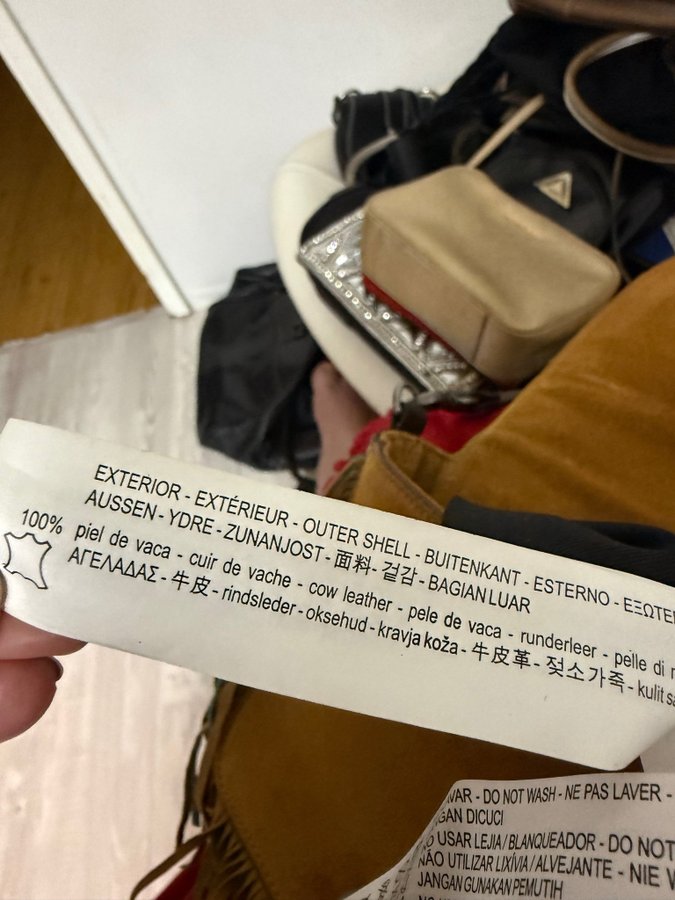 EXTERIOR - EXTÉRIEUR - OUTER SHELL - BUITENKANT - ESTERNO -
AUSSEN - YDRE - ZUNANJOST - 面料 - 겉감 - BAGIAN LUAR
100% piel de vaca - cuir de vache - cow leather - pele de vaca - runderleer - pelle di
ΑΓΕΛΑΔΑΣ - 牛皮 - rindsleder - oksehud - kravja koža - 牛皮革 - 젖소가죽 - kulit
- DO NOT WASH - NE PAS LAVER -
DICUCI
USAR LEJIA / BLANQUEADOR - DO NOT
NÃO UTILIZAR LIXÍVIA / ALVEJANTE - NIE
JANGAN GUNAKAN PEMUTIH